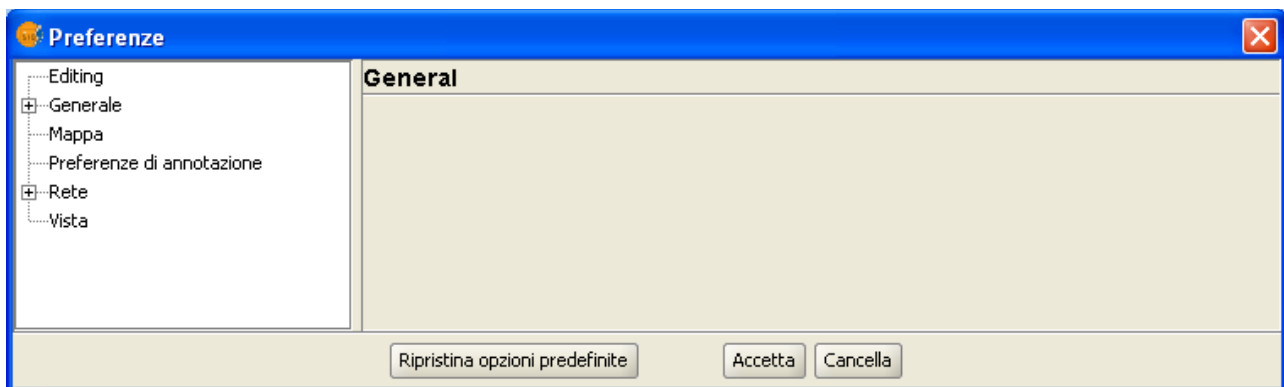 Preferenze
Editing
Generale
Mappa
Preferenze di annotazione
Rete
Vista
General
Ripristina opzioni predefinite
Accetta
Cancella